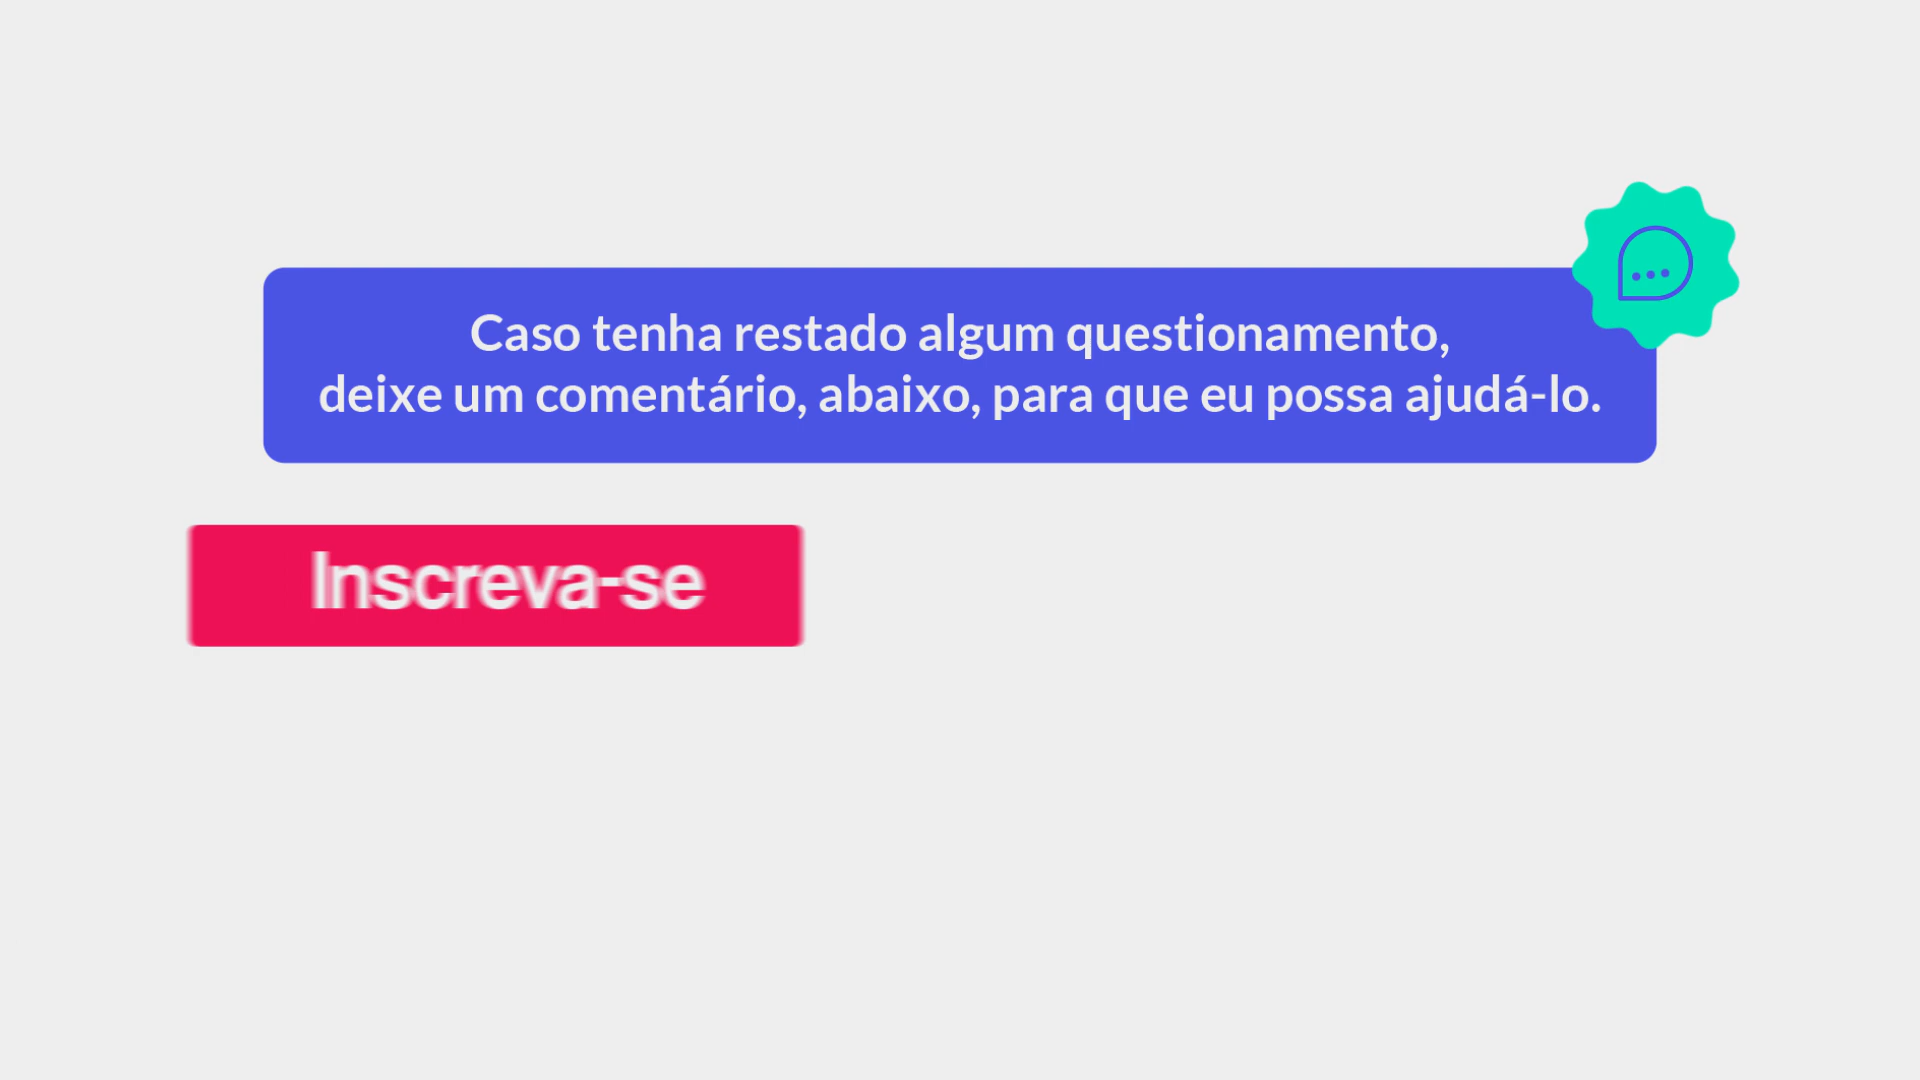 Caso tenha restado algum questionamento,
deixe um comentário, abaixo, para que eu possa ajudá-lo.
Inscreva-se